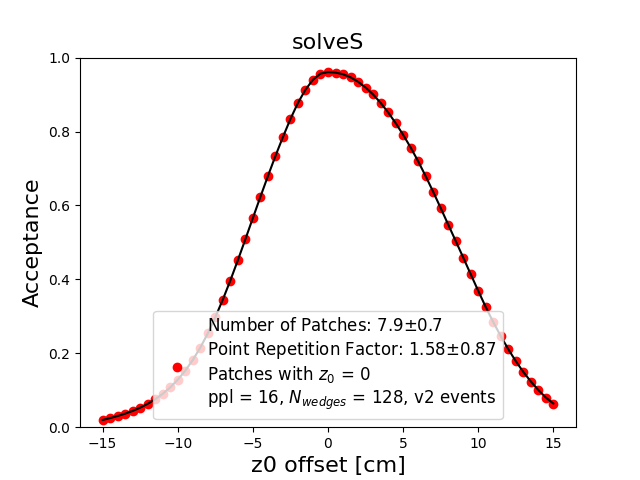 solveS
Acceptance
1.0
0.8
0.6
0.4
0.2
0.0
Number of Patches: 7.9±0.7
Point Repetition Factor: 1.58±0.87
Patches with z₀ = 0
ppl = 16, N_wedges = 128, v2 events
−15 −10 −5 0 5 10 15
z0 offset [cm]